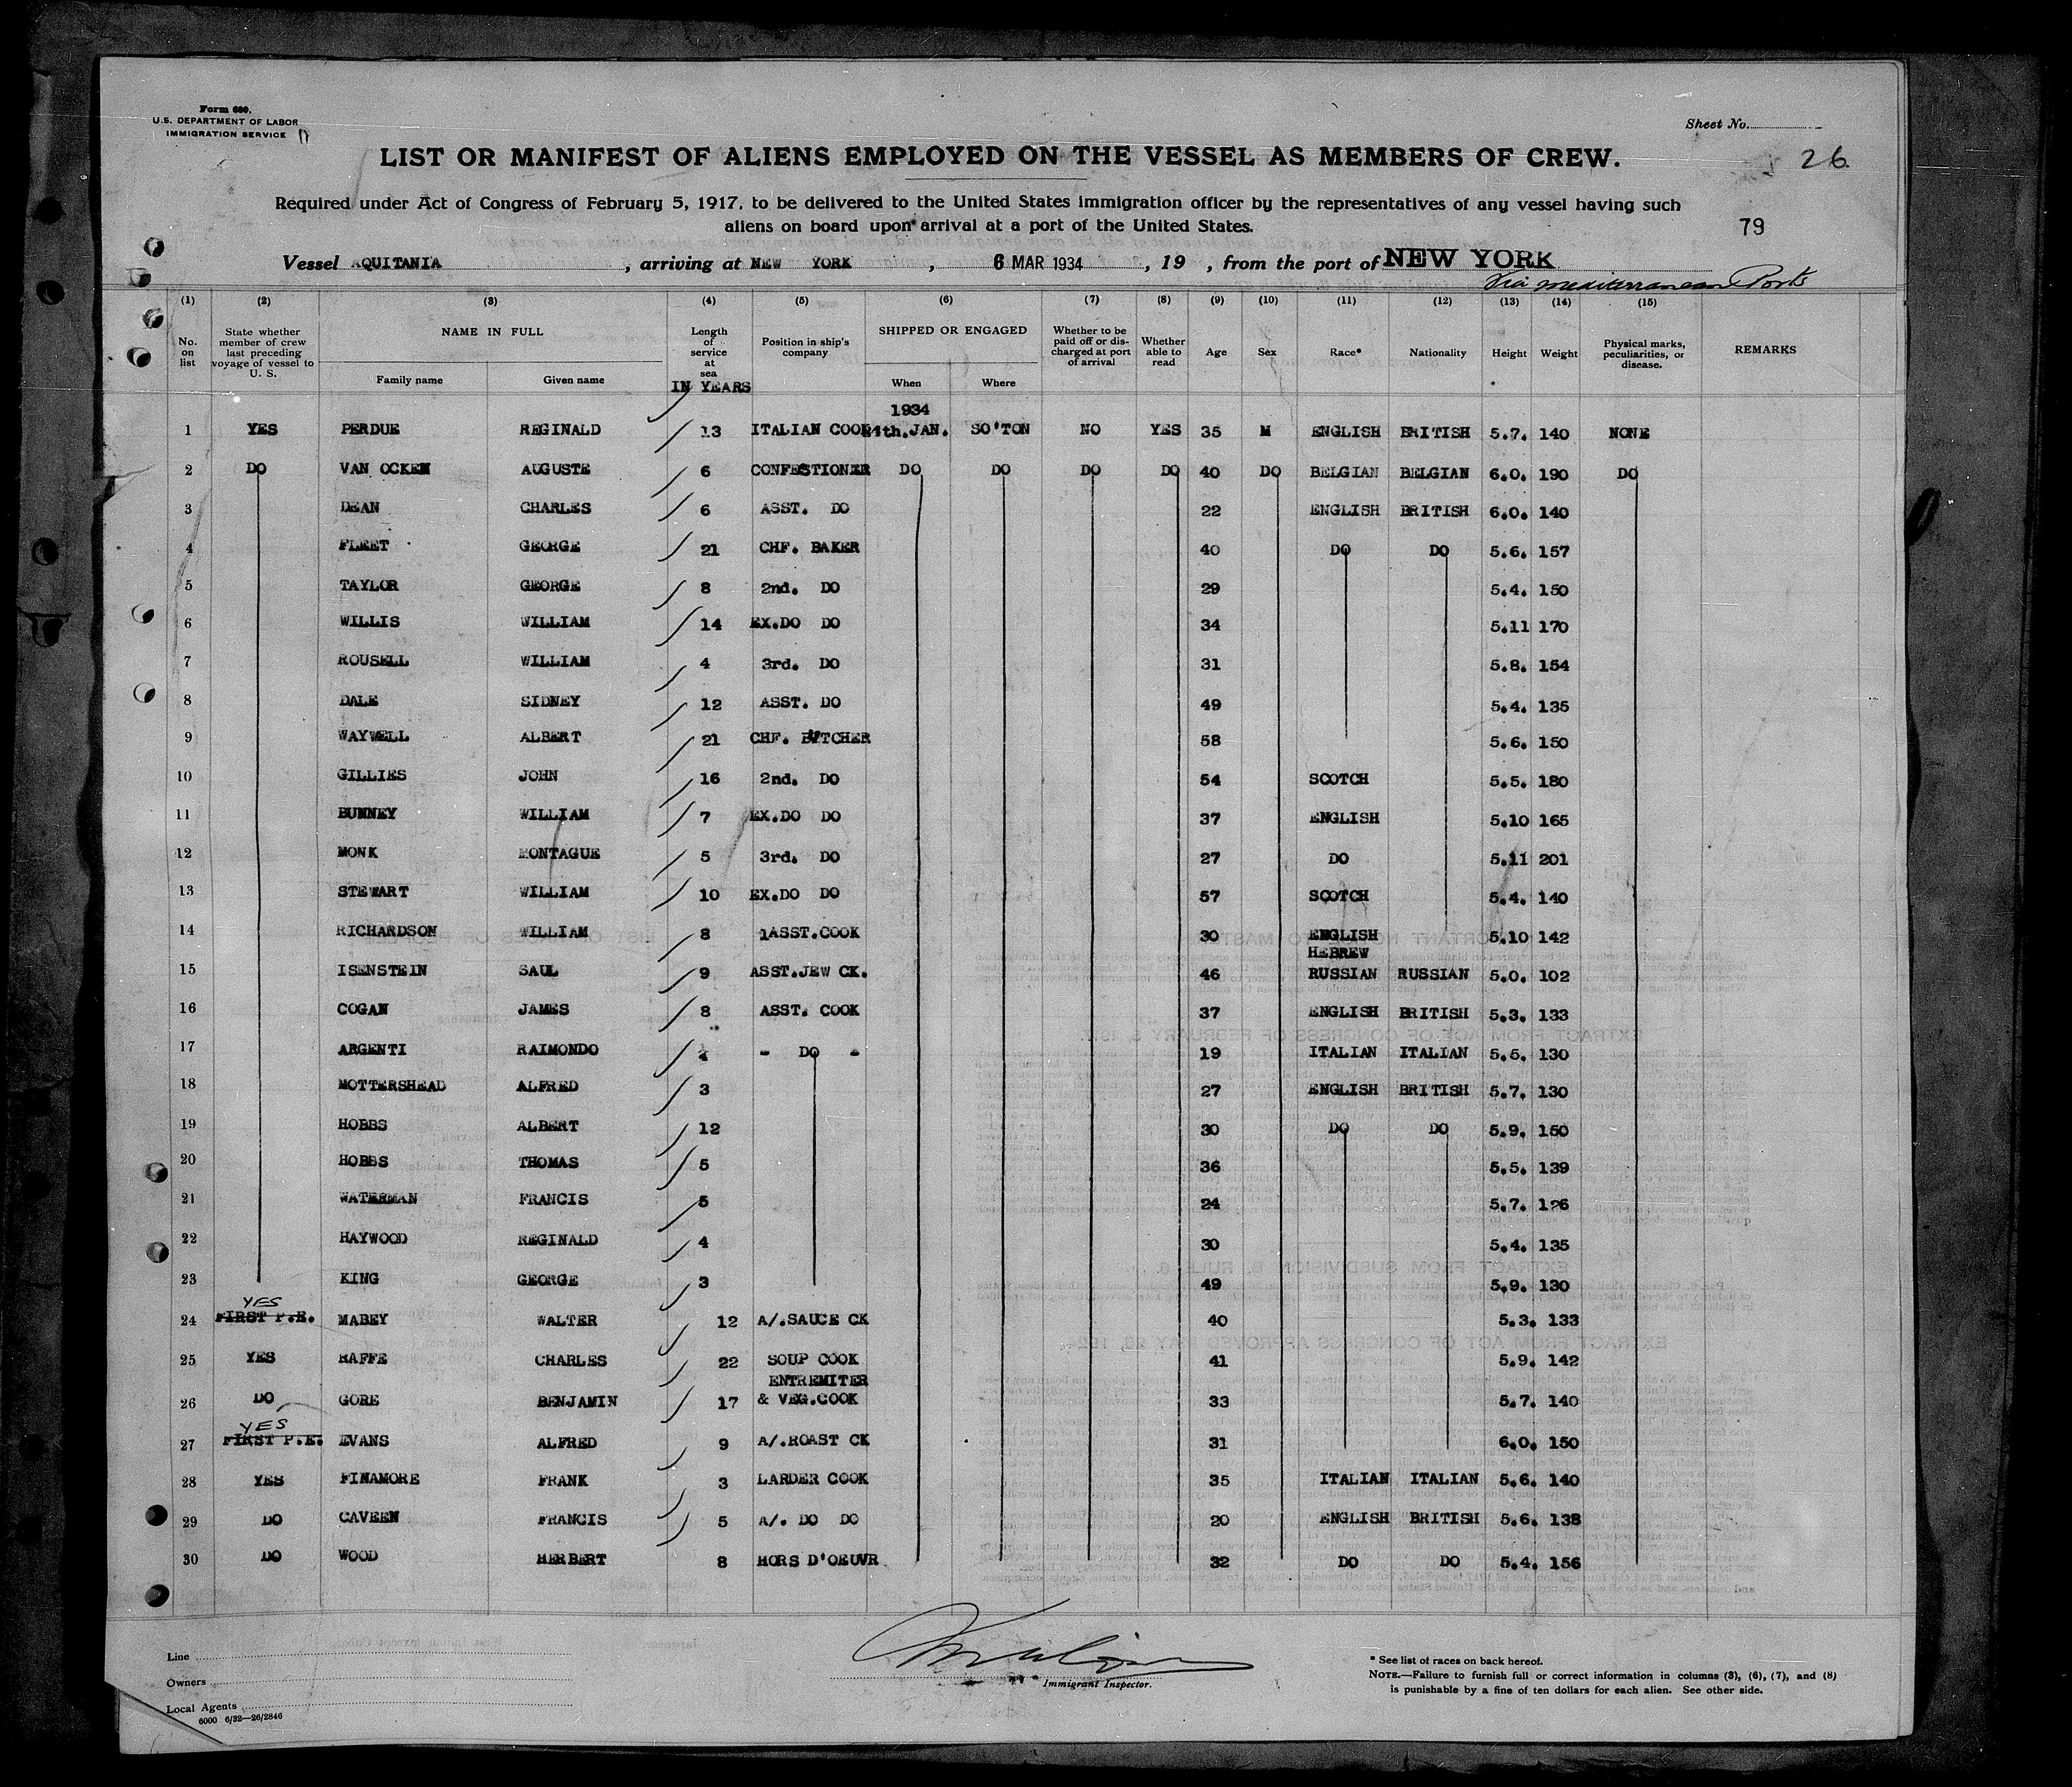 Form 680.
U.S. DEPARTMENT OF LABOR
IMMIGRATION SERVICE
Sheet No.
LIST OR MANIFEST OF ALIENS EMPLOYED ON THE VESSEL AS MEMBERS OF CREW.
26
Required under Act of Congress of February 5, 1917, to be delivered to the United States immigration officer by the representatives of any vessel having such
aliens on board upon arrival at a port of the United States.
79
Vessel AQUITANIA, arriving at NEW YORK, 6 MAR 1934, 19 , from the port of NEW YORK
Via mediterranean Ports
(1) (2) (3) (4) (5) (6) (7) (8) (9) (10) (11) (12) (13) (14) (15)
No. on list
State whether member of crew last preceding voyage of vessel to U. S.
NAME IN FULL
Family name
Given name
Length of service at sea
IN YEARS
Position in ship's company
SHIPPED OR ENGAGED
When
Where
Whether to be paid off or discharged at port of arrival
Whether able to read
Age
Sex
Race*
Nationality
Height
Weight
Physical marks, peculiarities, or disease.
REMARKS
1934
1 YES PERDUE REGINALD 13 ITALIAN COOK 24th.JAN. SO'TON NO YES 35 M ENGLISH BRITISH 5.7. 140 NONE
2 DO VAN OCKEN AUGUSTE 6 CONFESTIONER DO DO DO DO 40 DO BELGIAN BELGIAN 6.0. 190 DO
3 DEAN CHARLES 6 ASST. DO 22 ENGLISH BRITISH 6.0. 140
4 FLEET GEORGE 21 CHF. BAKER 40 DO DO 5.6. 157
5 TAYLOR GEORGE 8 2nd. DO 29 5.4. 150
6 WILLIS WILLIAM 14 EX.DO DO 34 5.11 170
7 ROUSELL WILLIAM 4 3rd. DO 31 5.8. 154
8 DALE SIDNEY 12 ASST. DO 49 5.4. 135
9 WAYWELL ALBERT 21 CHF. BUTCHER 58 5.6. 150
10 GILLIES JOHN 16 2nd. DO 54 SCOTCH 5.5. 180
11 BUNNEY WILLIAM 7 EX.DO DO 37 ENGLISH 5.10 165
12 MONK MONTAGUE 5 3rd. DO 27 DO 5.11 201
13 STEWART WILLIAM 10 EX.DO DO 57 SCOTCH 5.4. 140
14 RICHARDSON WILLIAM 8 1ASST.COOK 30 ENGLISH 5.10 142
HEBREW
15 ISENSTEIN SAUL 9 ASST.JEW CK. 46 RUSSIAN RUSSIAN 5.0. 102
16 COGAN JAMES 8 ASST. COOK 37 ENGLISH BRITISH 5.3. 133
17 ARGENTI RAIMONDO 4 - DO - 19 ITALIAN ITALIAN 5.5. 130
18 MOTTERSHEAD ALFRED 3 27 ENGLISH BRITISH 5.7. 130
19 HOBBS ALBERT 12 30 DO DO 5.9. 150
20 HOBBS THOMAS 5 36 5.5. 139
21 WATERMAN FRANCIS 5 24 5.7. 126
22 HAYWOOD REGINALD 4 30 5.4. 135
23 KING GEORGE 3 49 5.9. 130
YES
24 FIRST P.E. MABEY WALTER 12 A/.SAUCE CK 40 5.3. 133
25 YES RAFFE CHARLES 22 SOUP COOK 41 5.9. 142
ENTREMITER
26 DO GORE BENJAMIN 17 & VEG.COOK 33 5.7. 140
YES
27 FIRST P.E. EVANS ALFRED 9 A/.ROAST CK 31 6.0. 150
28 YES FINAMORE FRANK 3 LARDER COOK 35 ITALIAN ITALIAN 5.6. 140
29 DO CAVEEN FRANCIS 5 A/. DO DO 20 ENGLISH BRITISH 5.6. 138
30 DO WOOD HERBERT 8 HORS D'OEUVR 32 DO DO 5.4. 156
Line
Owners
Local Agents
6000 6/32—26/2846
Immigrant Inspector.
* See list of races on back hereof.
NOTE.—Failure to furnish full or correct information in columns (3), (6), (7), and (8)
is punishable by a fine of ten dollars for each alien. See other side.